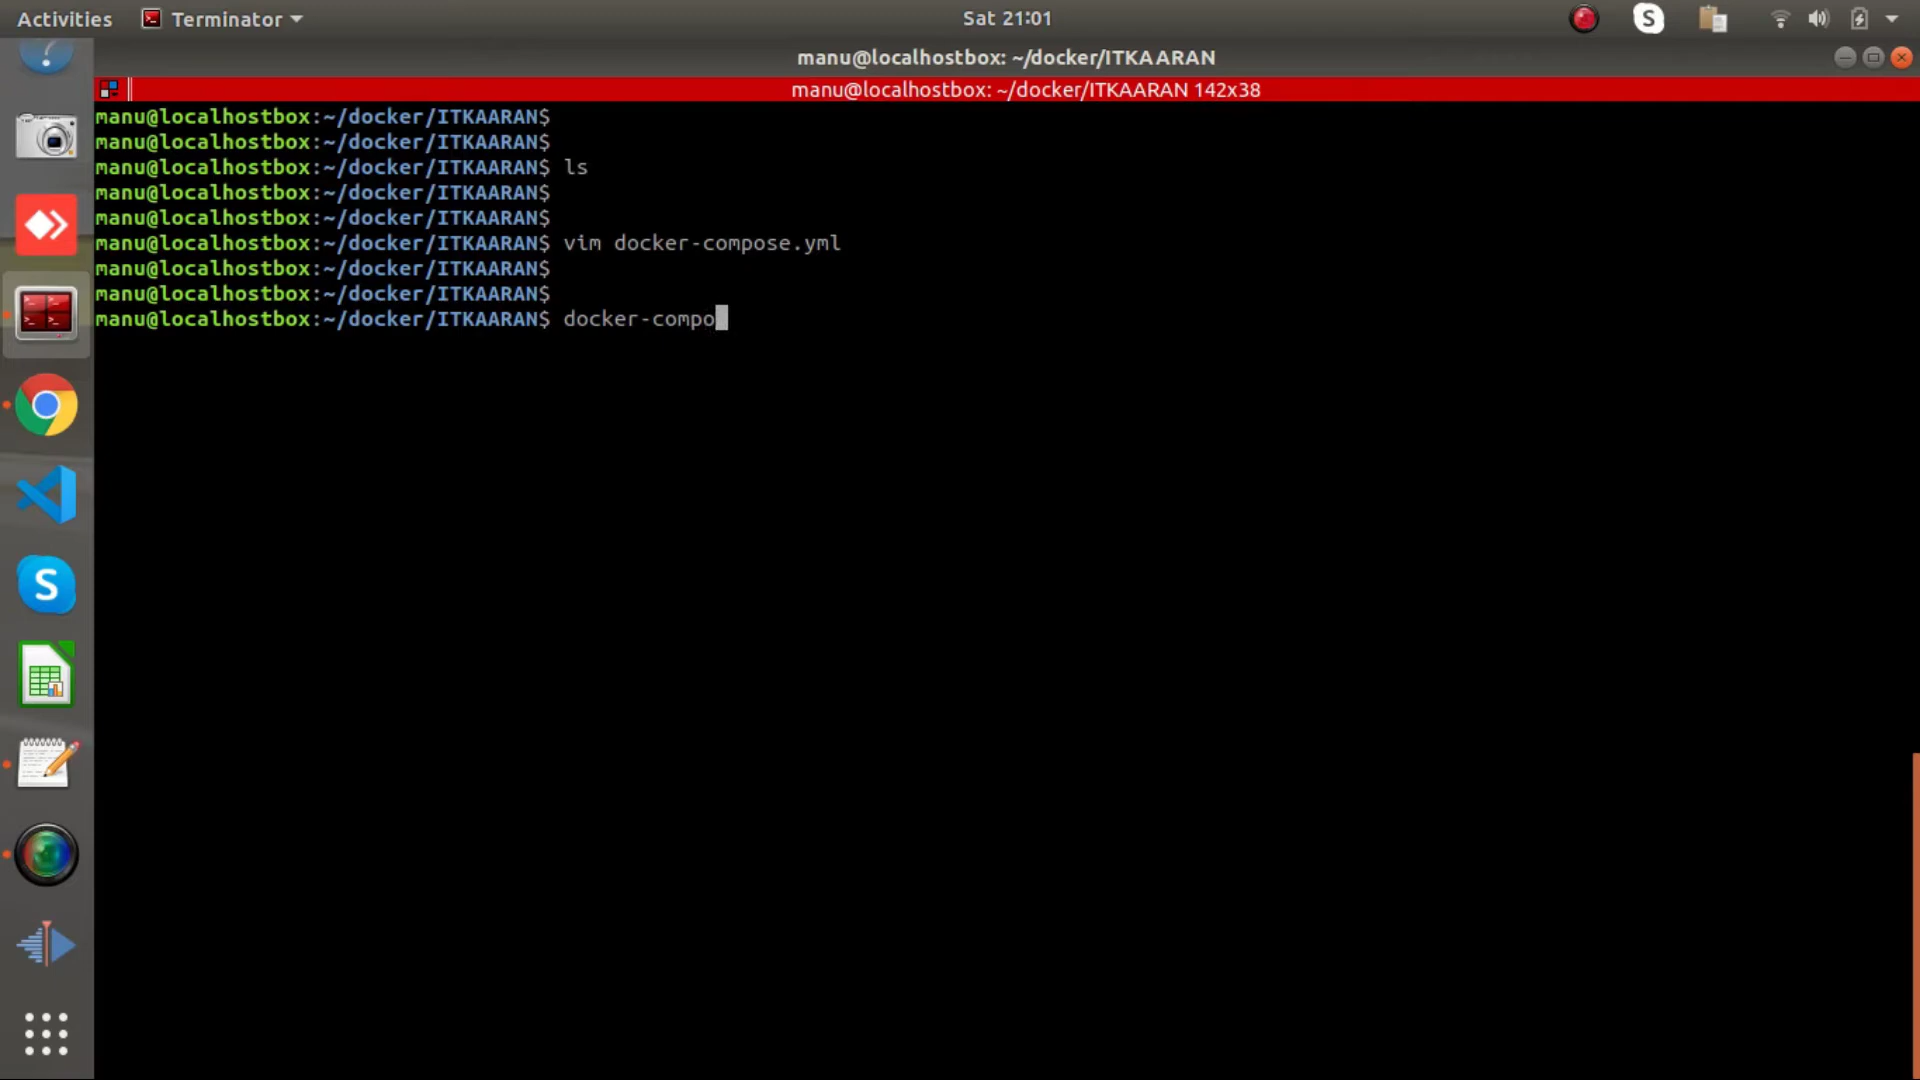 Activities Terminator Sat 21:01
manu@localhostbox: ~/docker/ITKAARAN
manu@localhostbox: ~/docker/ITKAARAN 142x38
manu@localhostbox:~/docker/ITKAARAN$
manu@localhostbox:~/docker/ITKAARAN$
manu@localhostbox:~/docker/ITKAARAN$ ls
manu@localhostbox:~/docker/ITKAARAN$
manu@localhostbox:~/docker/ITKAARAN$
manu@localhostbox:~/docker/ITKAARAN$ vim docker-compose.yml
manu@localhostbox:~/docker/ITKAARAN$
manu@localhostbox:~/docker/ITKAARAN$
manu@localhostbox:~/docker/ITKAARAN$ docker-compo